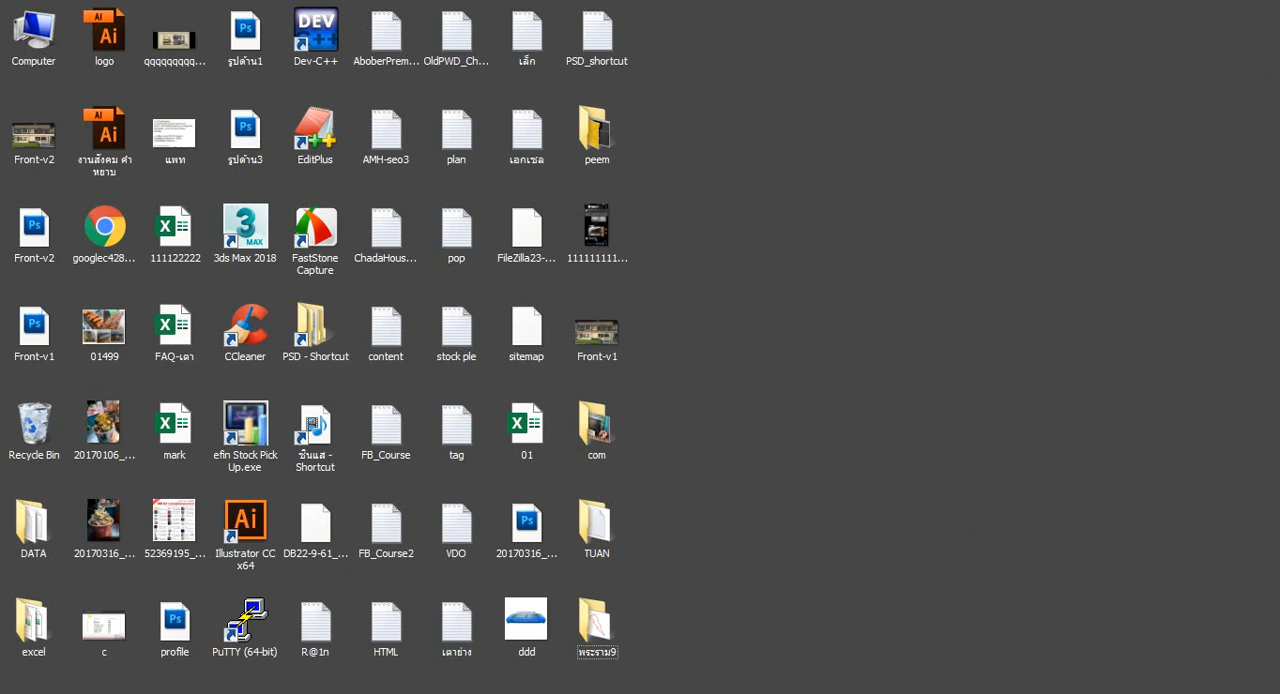 Computer
logo
qqqqqqqqq...
รูปด้าน1
Dev-C++
AboberPrem...
OldPWD_Ch...
เล็ก
PSD_shortcut
Front-v2
งานสังคม คำ
หยาบ
แพท
รูปด้าน3
EditPlus
AMH-seo3
plan
เอกเซล
peem
Front-v2
googlec428...
111122222
3ds Max 2018
FastStone
Capture
ChadaHous...
pop
FileZilla23-...
111111111...
Front-v1
01499
FAQ-เตา
CCleaner
PSD - Shortcut
content
stock ple
sitemap
Front-v1
Recycle Bin
20170106_...
mark
efin Stock Pick
Up.exe
ซินแส -
Shortcut
FB_Course
tag
01
com
DATA
20170316_...
52369195_...
Illustrator CC
x64
DB22-9-61_...
FB_Course2
VDO
20170316_...
TUAN
excel
c
profile
PuTTY (64-bit)
R@1n
HTML
เตาย่าง
ddd
พระราม9